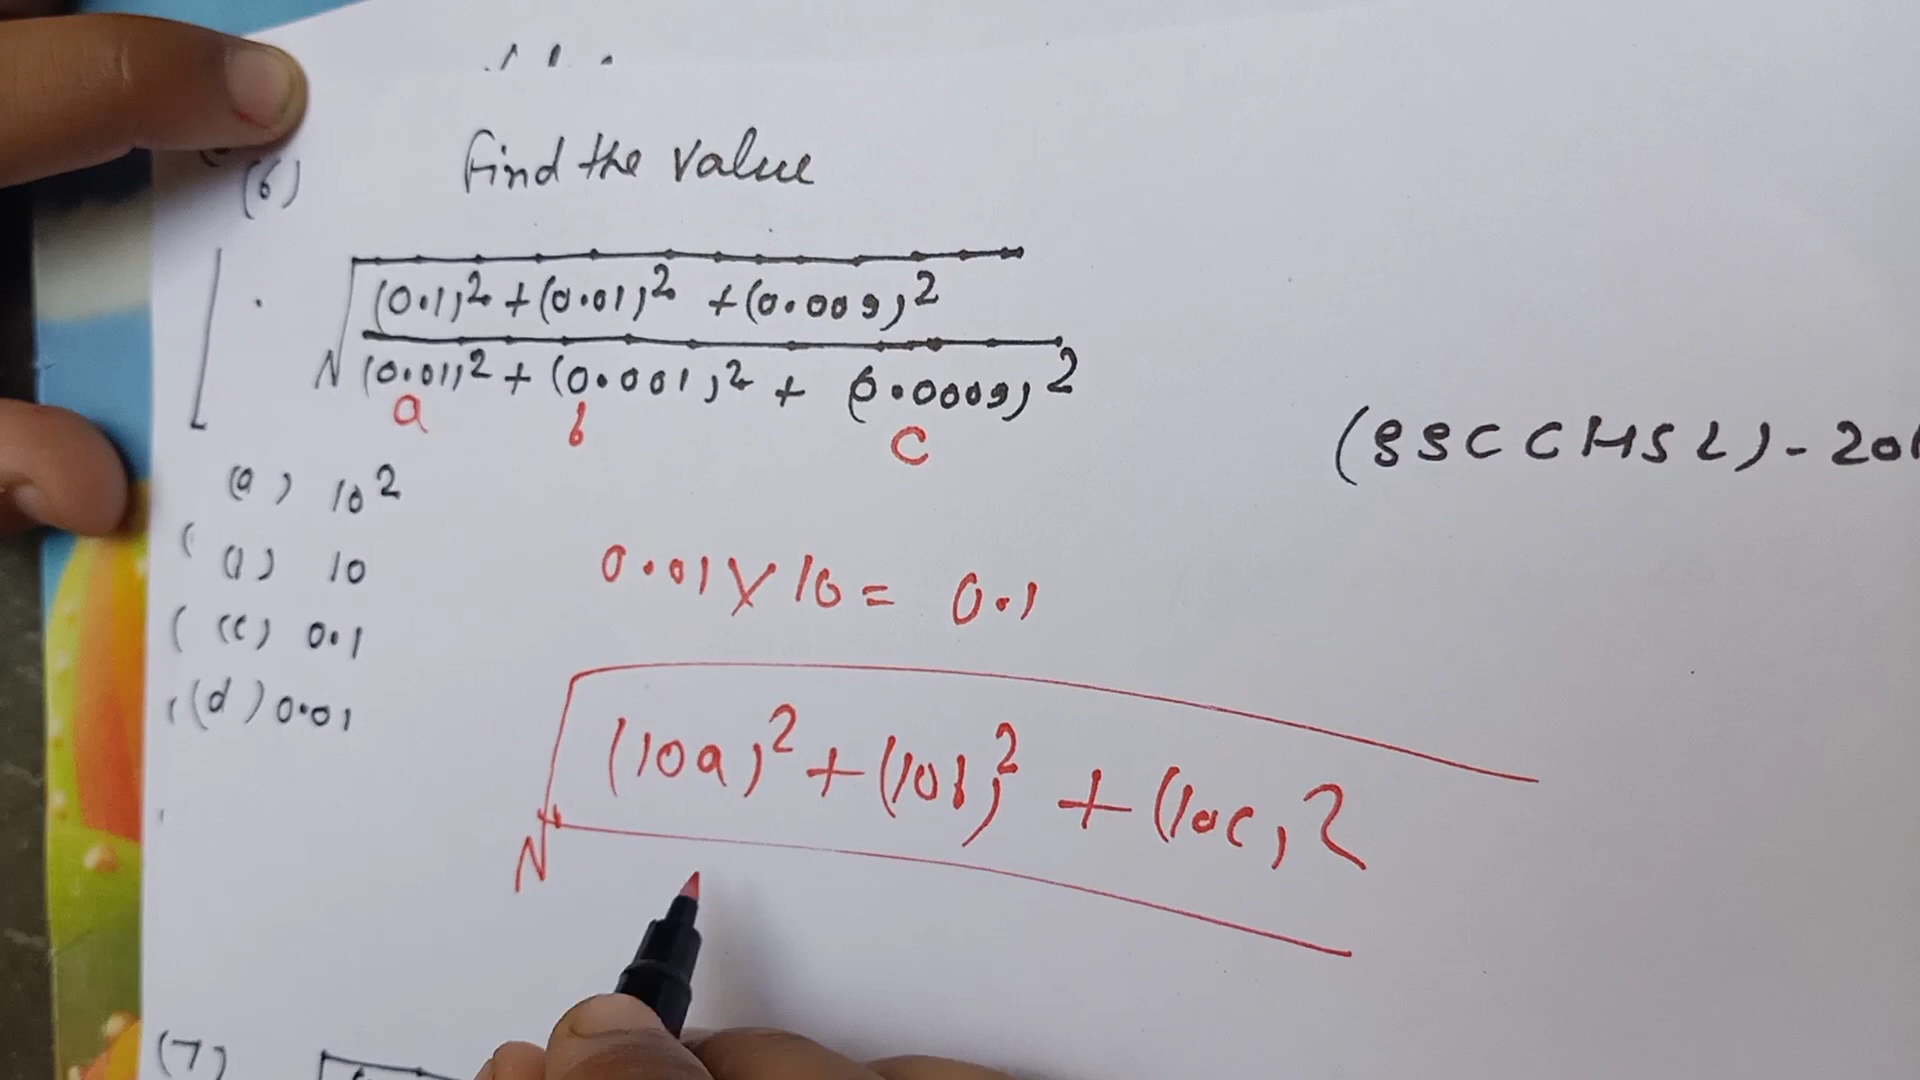 (6) Find the value
√(0.1)² + (0.01)² + (0.009)²
(0.01)² + (0.001)² + (0.0009)²
a b c
(SSC CHSL) - 20
(a) 10²
10
0.01 × 10 = 0.1
(c) 0.1
(d) 0.01
√(10a)² + (10b)² + (10c)²
(7)